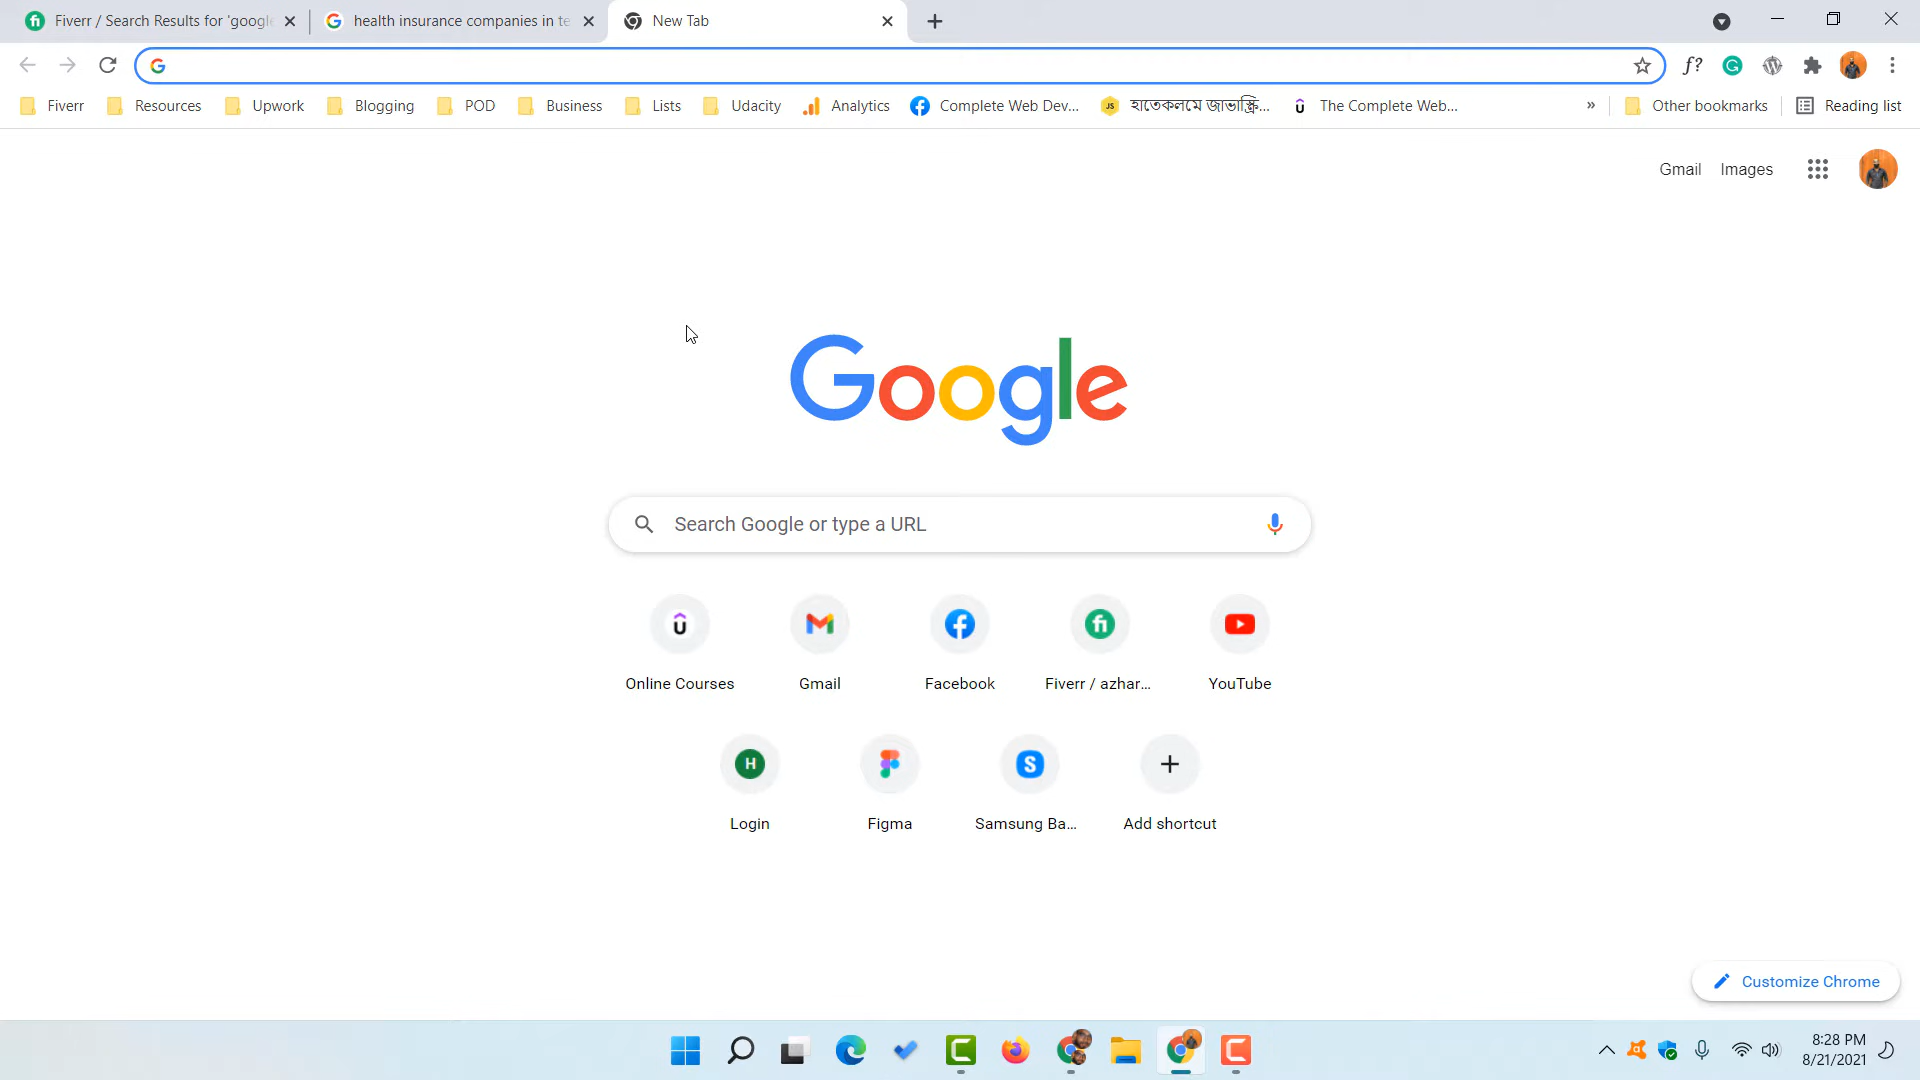 Fiverr / Search Results for 'google
health insurance companies in te
New Tab
f?
Fiverr
Resources
Upwork
Blogging
POD
Business
Lists
Udacity
Analytics
Complete Web Dev...
JS
হাতেকলমে জাভাস্ক্রি...
The Complete Web...
»
Other bookmarks
Reading list
Gmail
Images
Google
Search Google or type a URL
Online Courses
Gmail
Facebook
Fiverr / azhar...
YouTube
H
S
Login
Figma
Samsung Ba...
Add shortcut
Customize Chrome
8:28 PM
8/21/2021